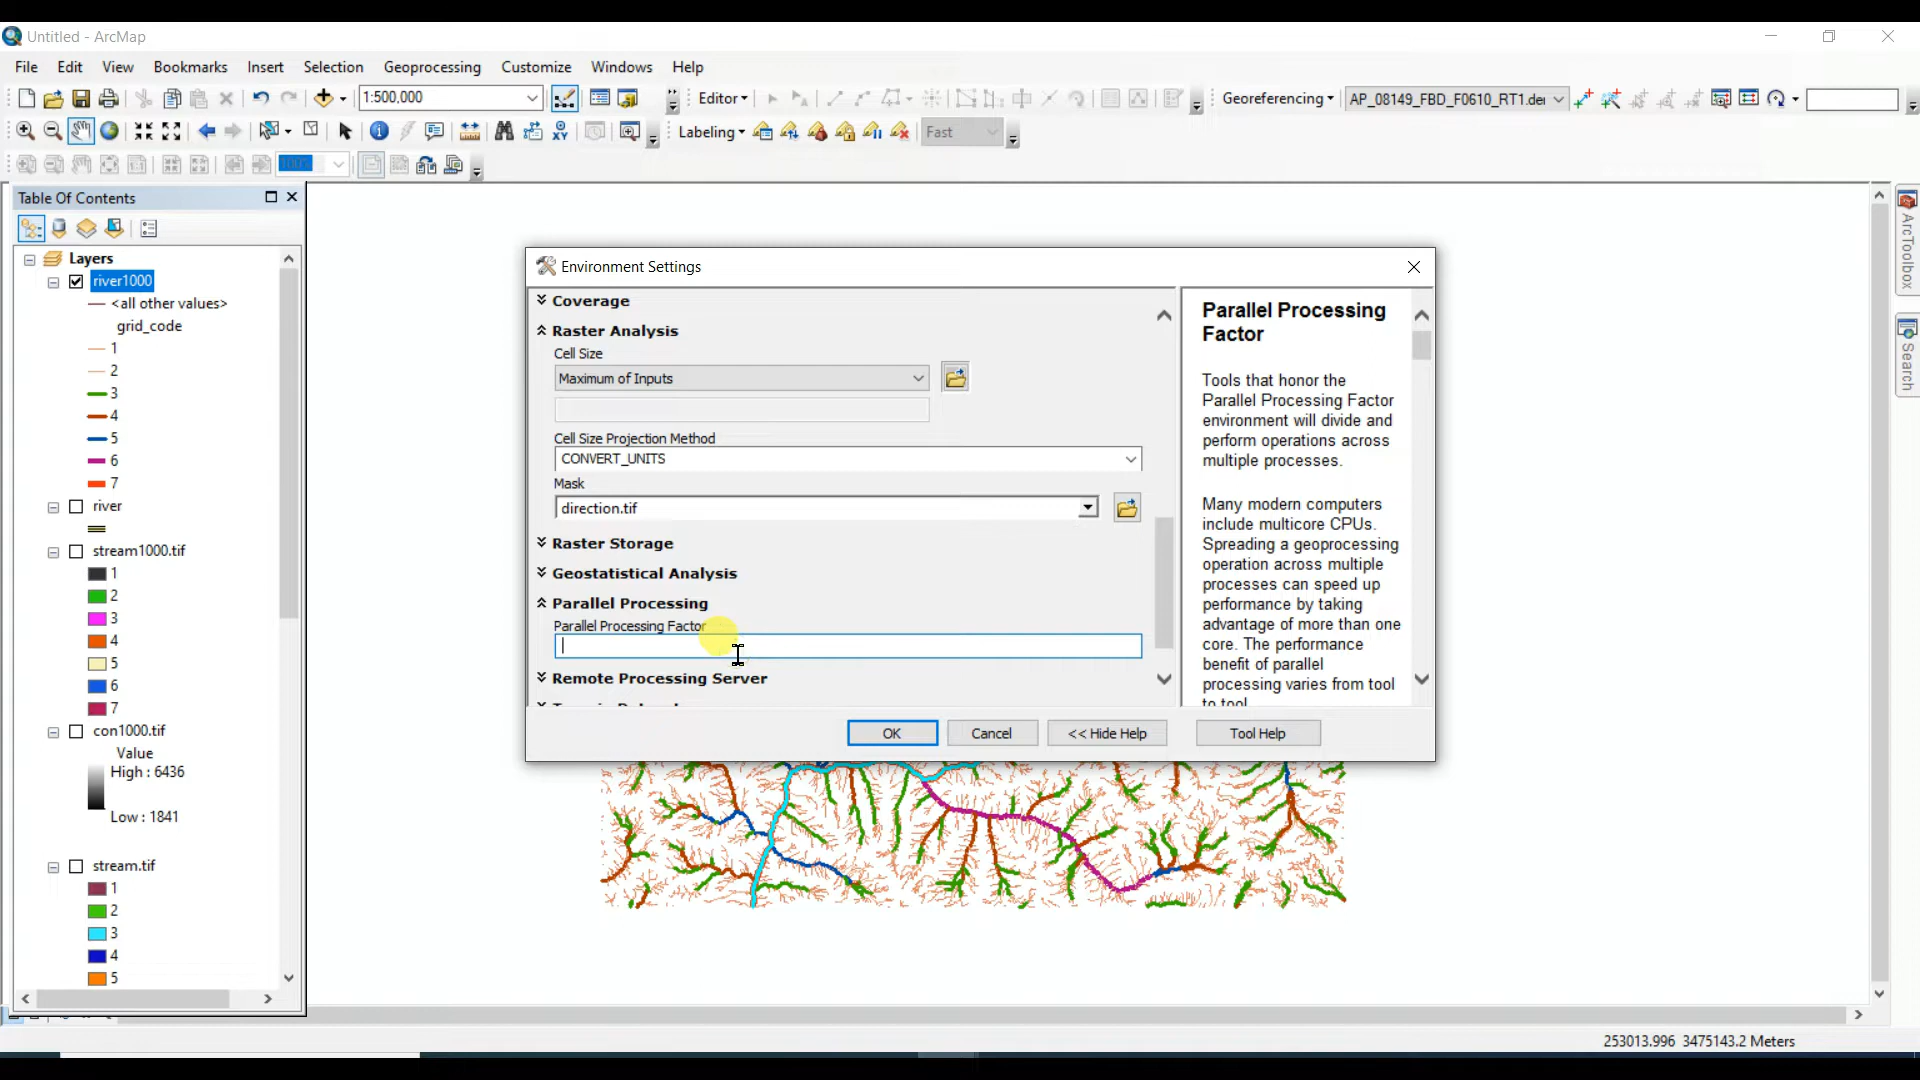 Untitled - ArcMap
File Edit View Bookmarks Insert Selection Geoprocessing Customize Windows Help
1:500,000 Editor Georeferencing AP_08149_FBD_F0610_RT1.de
XY Labeling Fast
100%
Table Of Contents
Layers
river1000
<all other values>
grid_code
1
2
3
4
5
6
7
river
stream1000.tif
1
2
3
4
5
6
7
con1000.tif
Value
High : 6436
Low : 1841
stream.tif
1
2
3
4
5
Environment Settings
Coverage
Raster Analysis
Cell Size
Maximum of Inputs
Cell Size Projection Method
CONVERT_UNITS
Mask
direction.tif
Raster Storage
Geostatistical Analysis
Parallel Processing
Parallel Processing Factor
Remote Processing Server
OK Cancel << Hide Help Tool Help
Parallel Processing
Factor
Tools that honor the
Parallel Processing Factor
environment will divide and
perform operations across
multiple processes.
Many modern computers
include multicore CPUs.
Spreading a geoprocessing
operation across multiple
processes can speed up
performance by taking
advantage of more than one
core. The performance
benefit of parallel
processing varies from tool
to tool
ArcToolbox
Search
253013.996 3475143.2 Meters